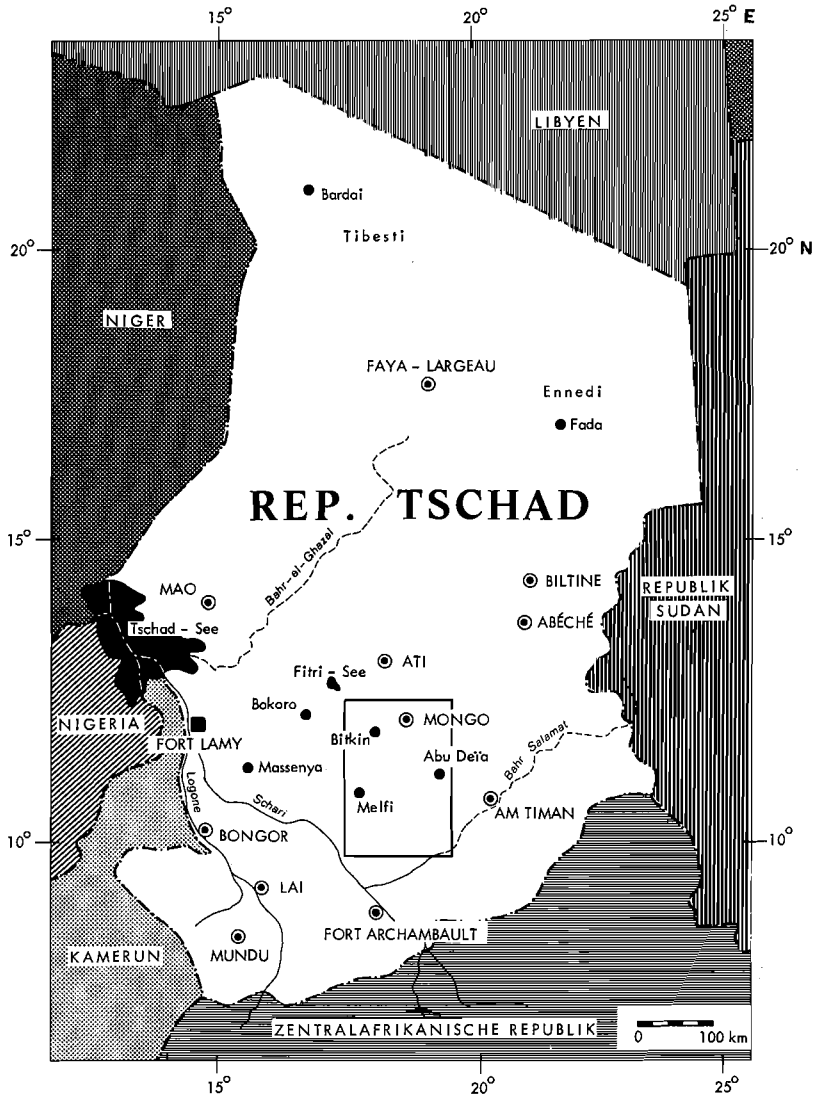 15° 20° 25° E
LIBYEN
Bardai
Tibesti
20° 20° N
NIGER
FAYA – LARGEAU
Ennedi
Fada
REP. TSCHAD
15° 15°
Bahr-el-Ghazal
MAO
BILTINE
REPUBLIK
SUDAN
ABÉCHÉ
Tschad – See
ATI
Fitri – See
Bokoro
MONGO
NIGERIA
Bitkin
FORT LAMY
Abu Deïa
Bahr Salamat
Massenya
Logone
Schari
Melfi
AM TIMAN
10° 10°
BONGOR
LAI
FORT ARCHAMBAULT
KAMERUN
MUNDU
ZENTRALAFRIKANISCHE REPUBLIK
0 100 km
15° 20° 25°